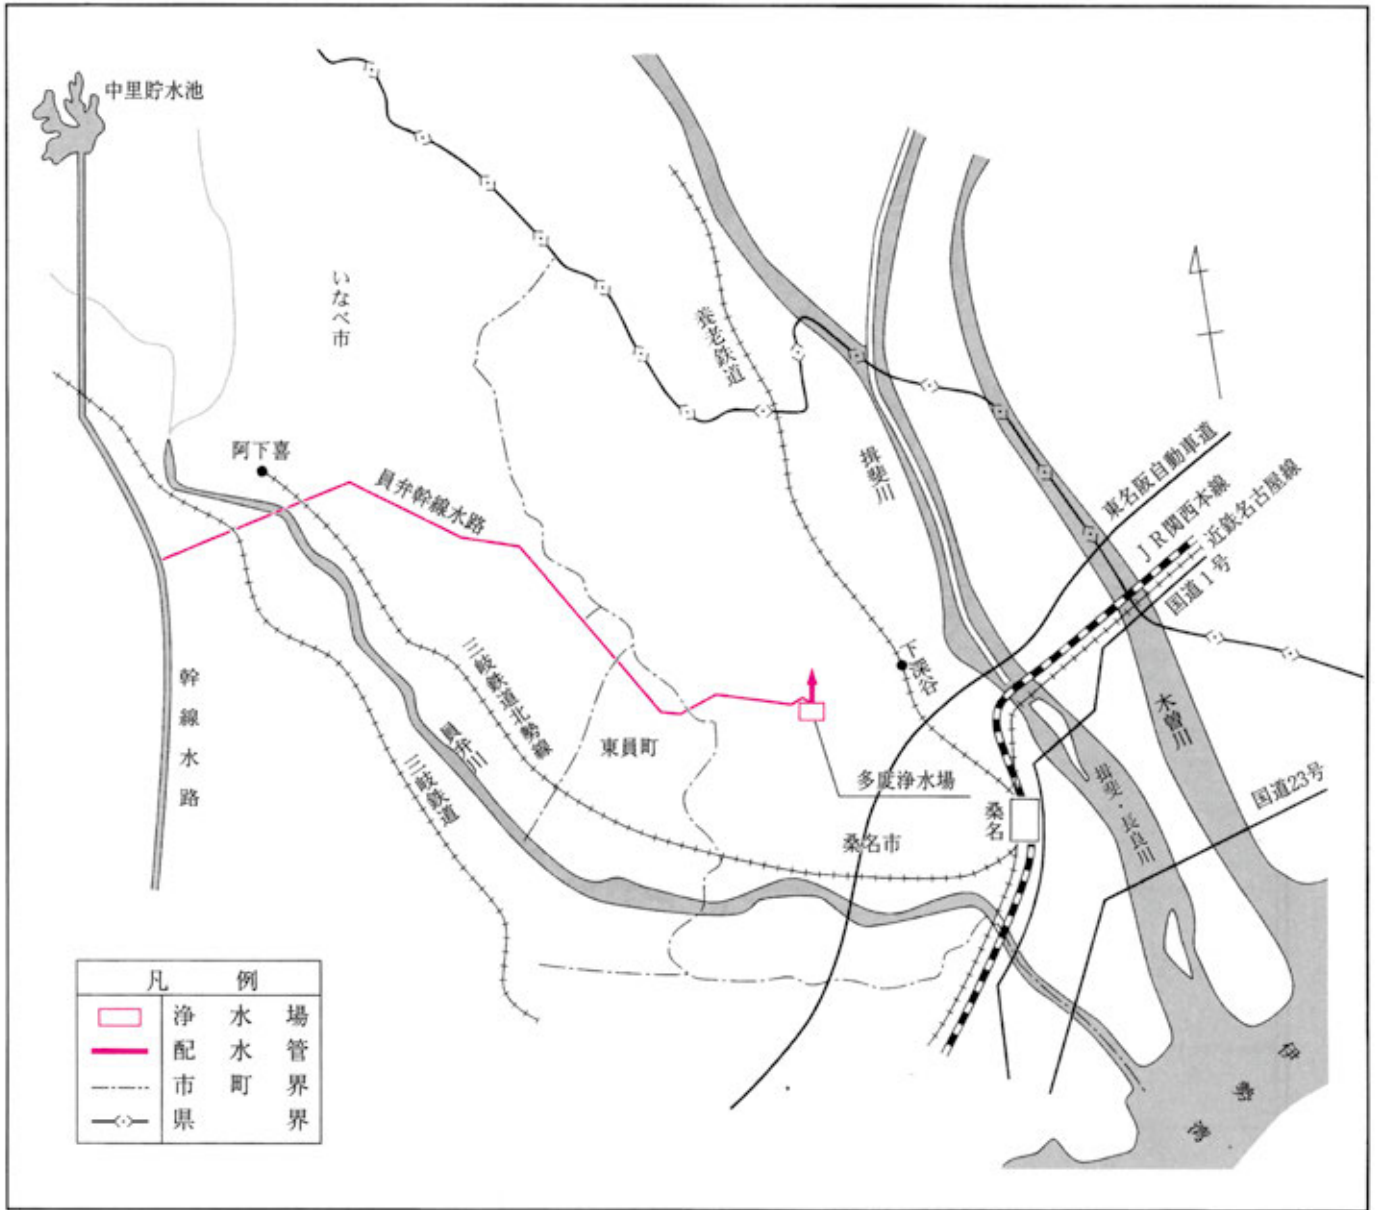 中里貯水池
いなべ市
養老鉄道
阿下喜
員弁幹線水路
揖斐川
東名阪自動車道
JR関西本線
近鉄名古屋線
国道1号
下深谷
木曽川
幹線水路
三岐鉄道北勢線
員弁川
三岐鉄道
東員町
多度浄水場
桑名
桑名市
揖斐・長良川
国道23号
伊勢湾
凡例
浄水場
配水管
市町界
県界